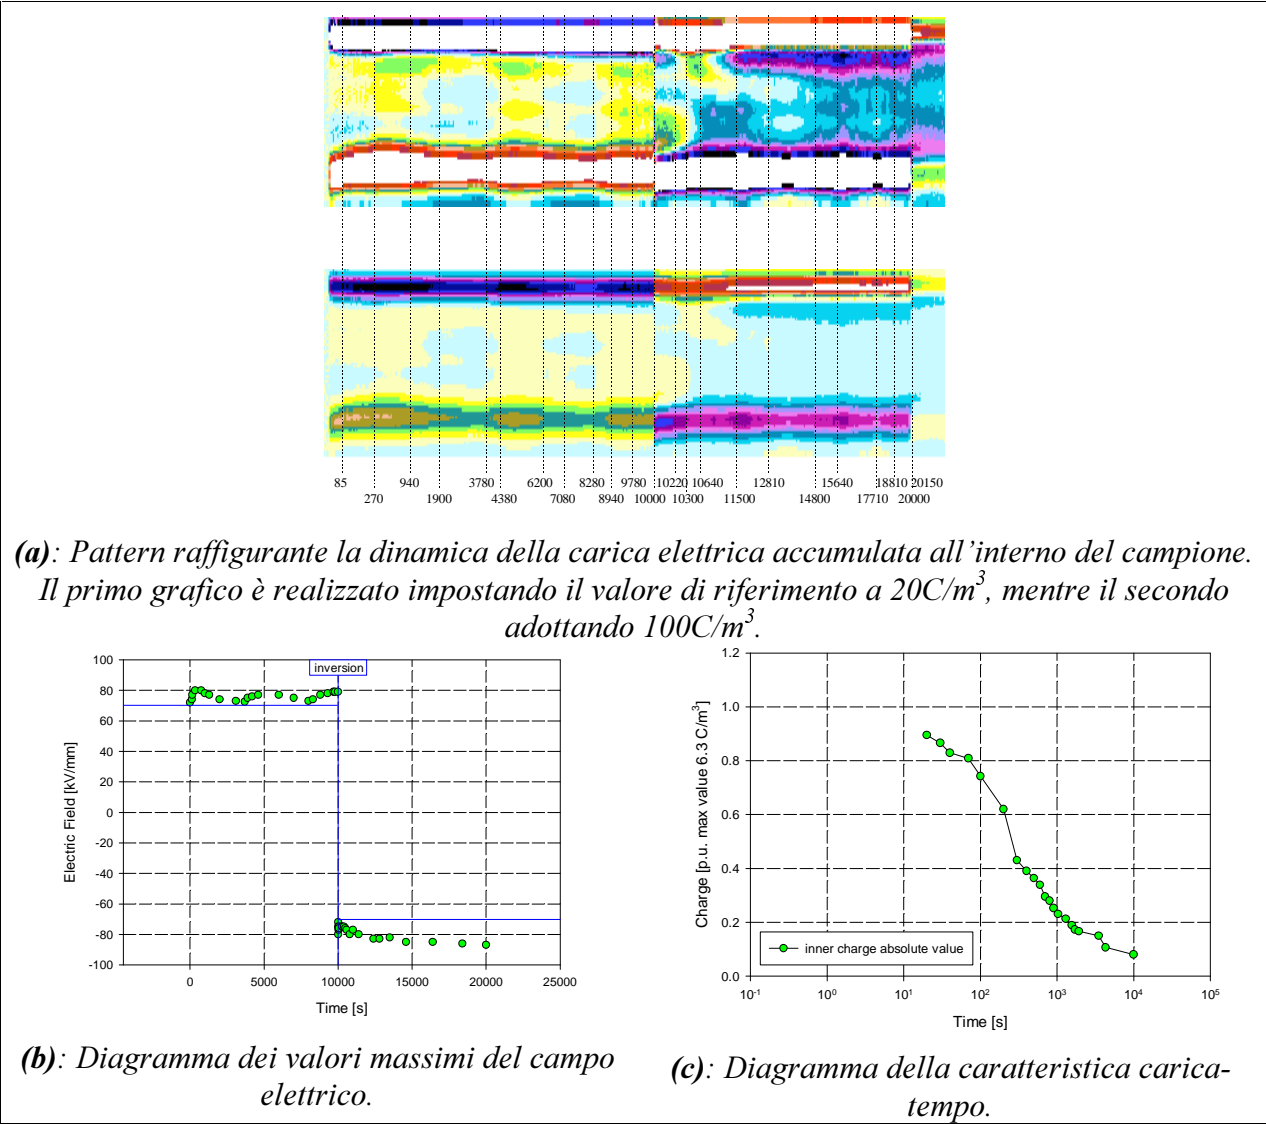 85 940 3780 6200 8280 9780 10220 10640 12810 15640 18810 20150
270 1900 4380 7080 8940 10000 10300 11500 14800 17710 20000
(a): Pattern raffigurante la dinamica della carica elettrica accumulata all’interno del campione.
Il primo grafico è realizzato impostando il valore di riferimento a 20C/m³, mentre il secondo
adottando 100C/m³.
inversion
100
80
60
40
20
0
-20
-40
-60
-80
-100
Electric Field [kV/mm]
0 5000 10000 15000 20000 25000
Time [s]
(b): Diagramma dei valori massimi del campo
elettrico.
1.2
1.0
0.8
0.6
0.4
0.2
0.0
Charge [p.u. max value 6.3 C/m³]
inner charge absolute value
10⁻¹ 10⁰ 10¹ 10² 10³ 10⁴ 10⁵
Time [s]
(c): Diagramma della caratteristica carica-
tempo.